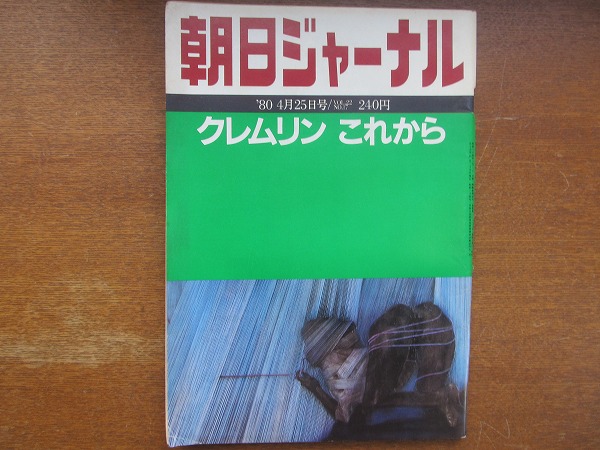 朝日ジャーナル
'80 4月25日号/ 240円
クレムリン これから